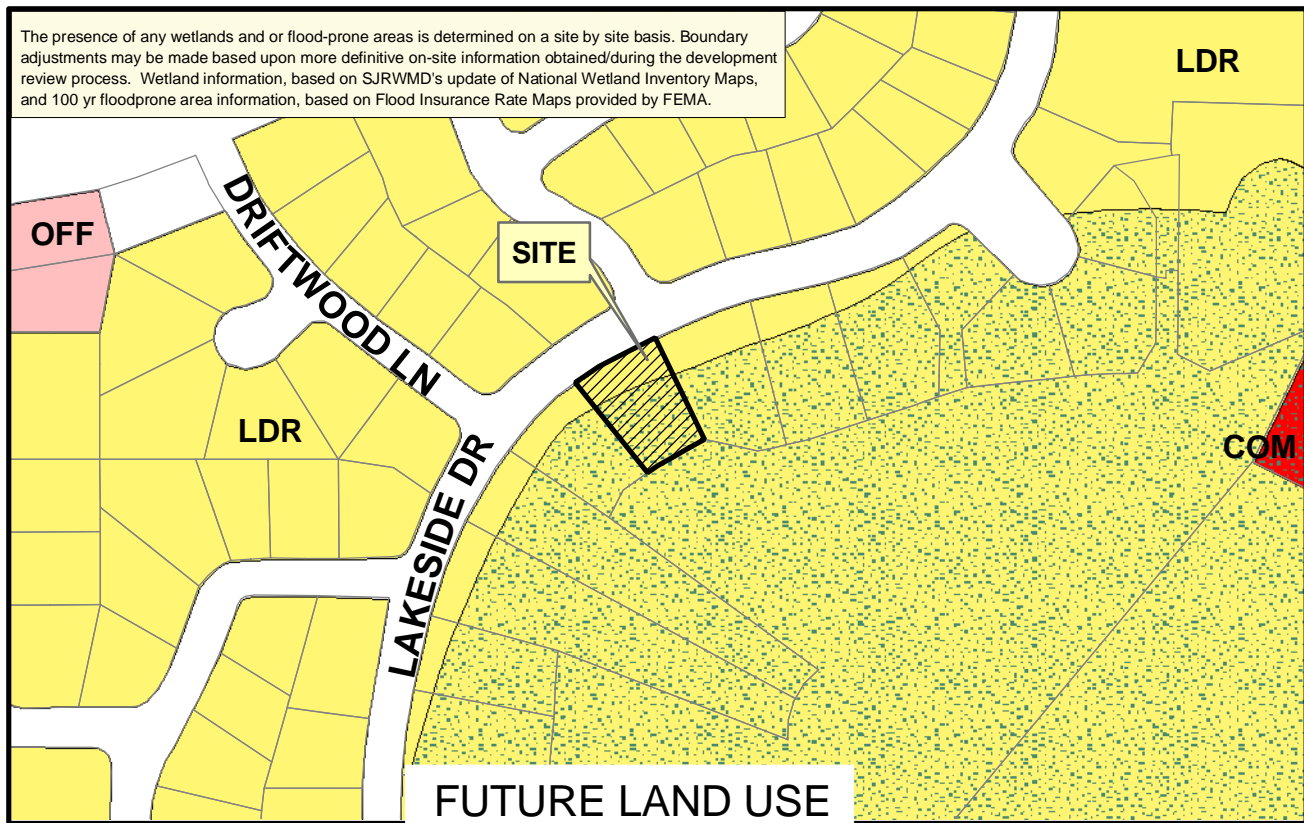 The presence of any wetlands and or flood-prone areas is determined on a site by site basis. Boundary
adjustments may be made based upon more definitive on-site information obtained/during the development
review process. Wetland information, based on SJRWMD's update of National Wetland Inventory Maps,
and 100 yr floodprone area information, based on Flood Insurance Rate Maps provided by FEMA.
LDR
OFF
DRIFTWOOD LN
SITE
LDR
COM
LAKESIDE DR
FUTURE LAND USE